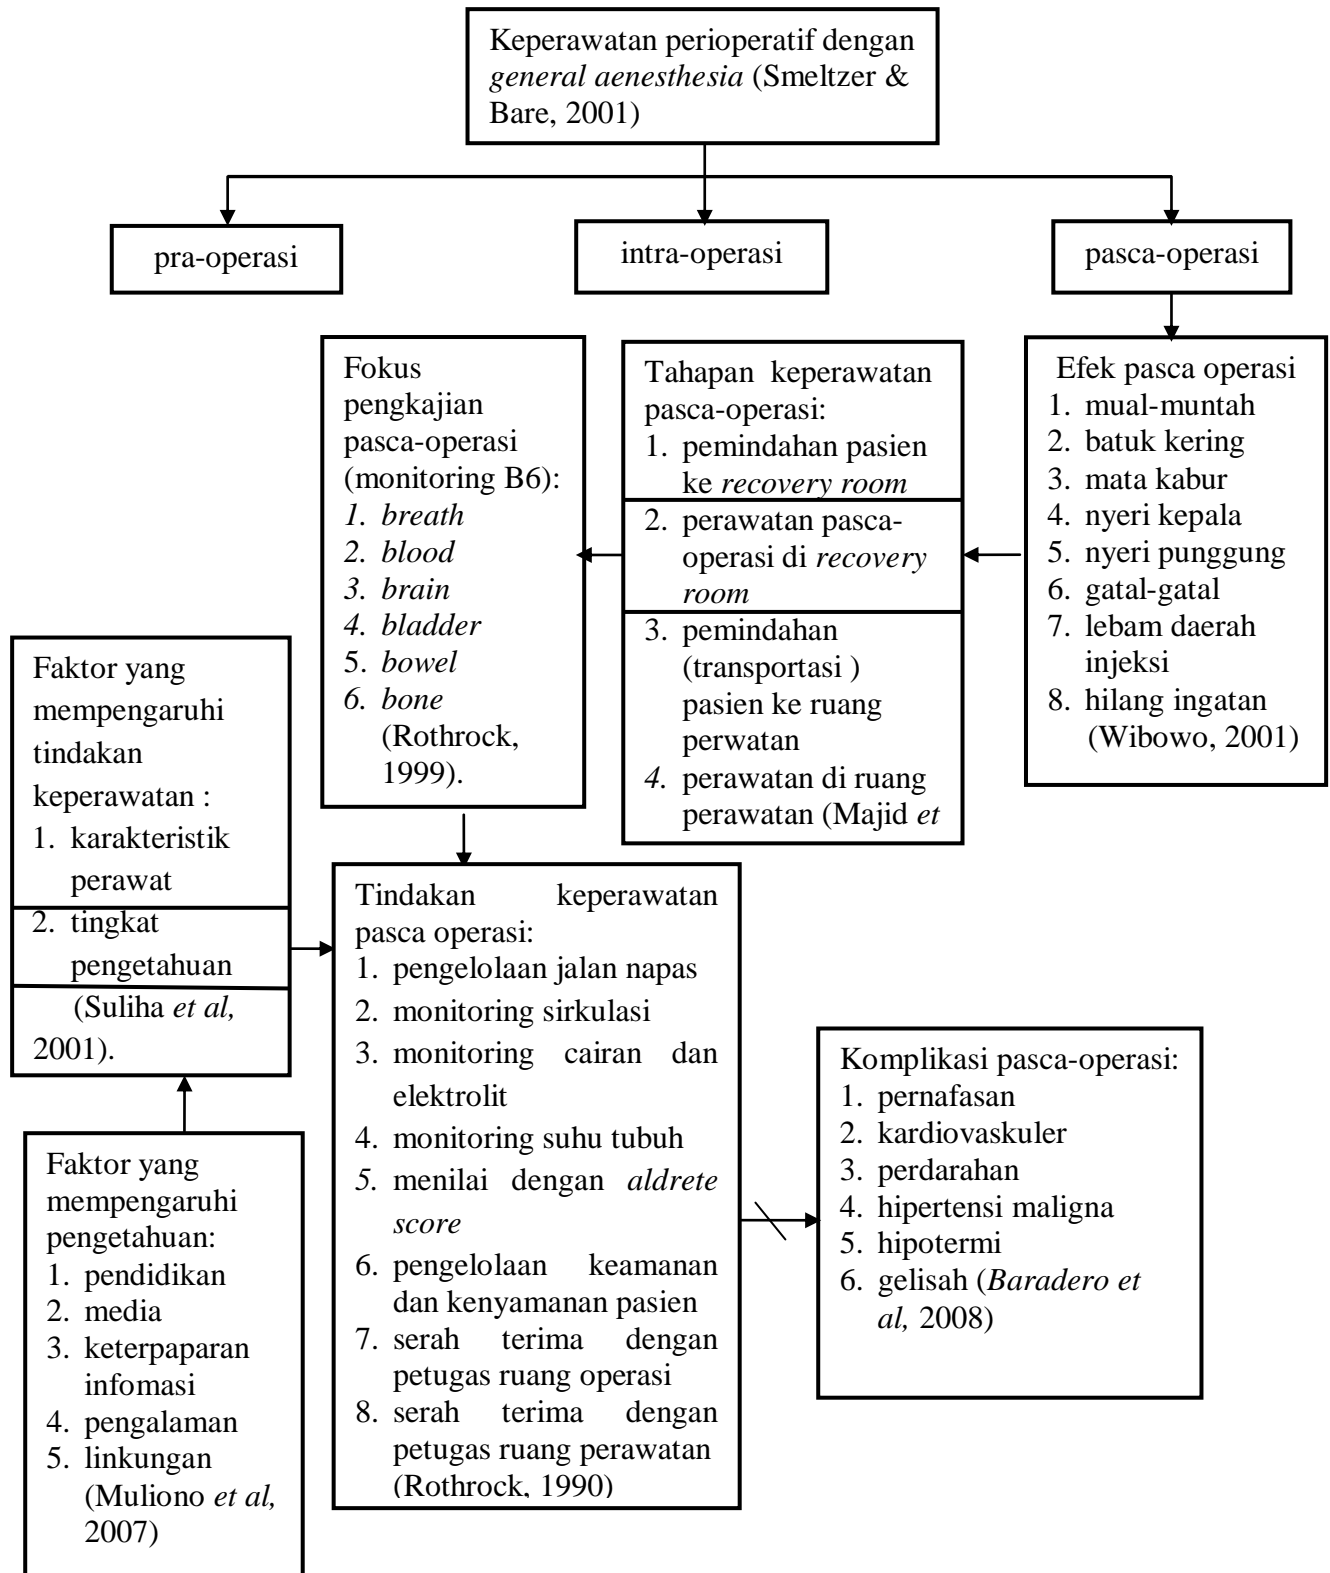 Keperawatan perioperatif dengan
general aenesthesia (Smeltzer &
Bare, 2001)
pra-operasi
intra-operasi
pasca-operasi
Fokus
pengkajian
pasca-operasi
(monitoring B6):
1. breath
2. blood
3. brain
4. bladder
5. bowel
6. bone
(Rothrock,
1999).
Tahapan keperawatan
pasca-operasi:
1. pemindahan pasien
ke recovery room
2. perawatan pasca-
operasi di recovery
room
3. pemindahan
(transportasi )
pasien ke ruang
perwatan
4. perawatan di ruang
perawatan (Majid et
Efek pasca operasi
1. mual-muntah
2. batuk kering
3. mata kabur
4. nyeri kepala
5. nyeri punggung
6. gatal-gatal
7. lebam daerah
injeksi
8. hilang ingatan
(Wibowo, 2001)
Faktor yang
mempengaruhi
tindakan
keperawatan :
1. karakteristik
perawat
2. tingkat
pengetahuan
(Suliha et al,
2001).
Tindakan keperawatan
pasca operasi:
1. pengelolaan jalan napas
2. monitoring sirkulasi
3. monitoring cairan dan
elektrolit
4. monitoring suhu tubuh
5. menilai dengan aldrete
score
6. pengelolaan keamanan
dan kenyamanan pasien
7. serah terima dengan
petugas ruang operasi
8. serah terima dengan
petugas ruang perawatan
(Rothrock, 1990)
Komplikasi pasca-operasi:
1. pernafasan
2. kardiovaskuler
3. perdarahan
4. hipertensi maligna
5. hipotermi
6. gelisah (Baradero et
al, 2008)
Faktor yang
mempengaruhi
pengetahuan:
1. pendidikan
2. media
3. keterpaparan
infomasi
4. pengalaman
5. linkungan
(Muliono et al,
2007)